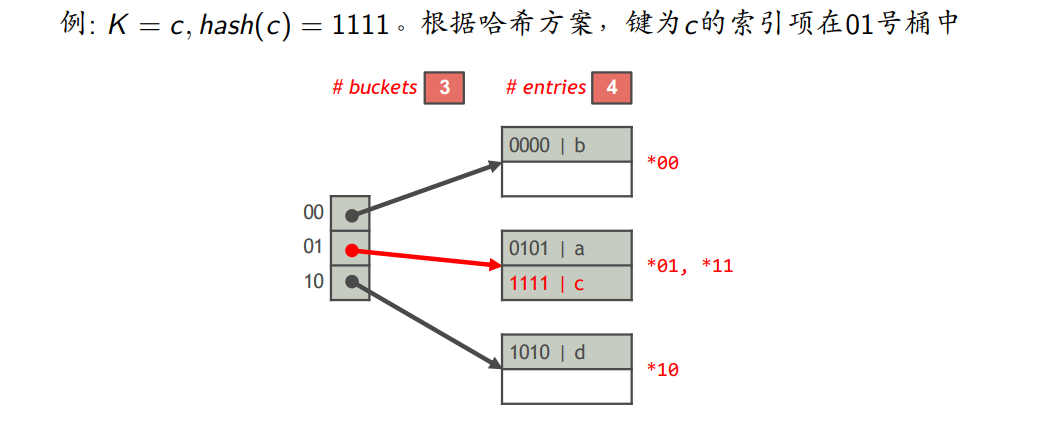 例: K = c, hash(c) = 1111。根据哈希方案，键为c的索引项在01号桶中
# buckets 3 # entries 4
0000 | b
*00
00
01
10
0101 | a
1111 | c
*01, *11
1010 | d
*10